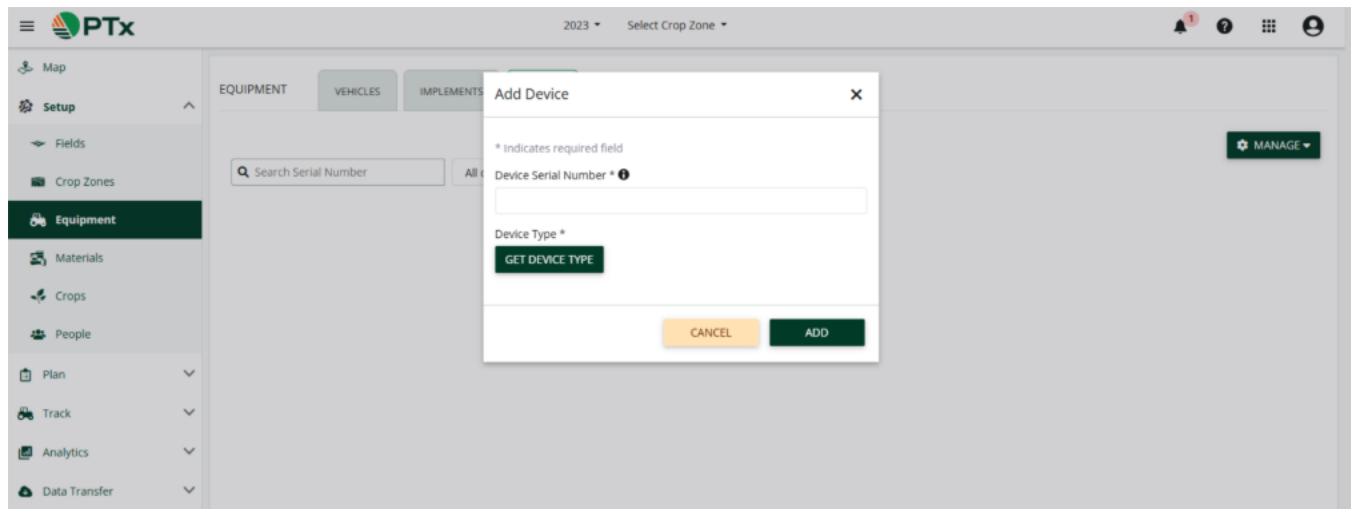 PTx
2023
Select Crop Zone
1
Map
Setup
Fields
Crop Zones
Equipment
Materials
Crops
People
Plan
Track
Analytics
Data Transfer
EQUIPMENT
VEHICLES
IMPLEMENTS
MANAGE
Search Serial Number
All
Add Device
* Indicates required field
Device Serial Number *
Device Type *
GET DEVICE TYPE
CANCEL
ADD